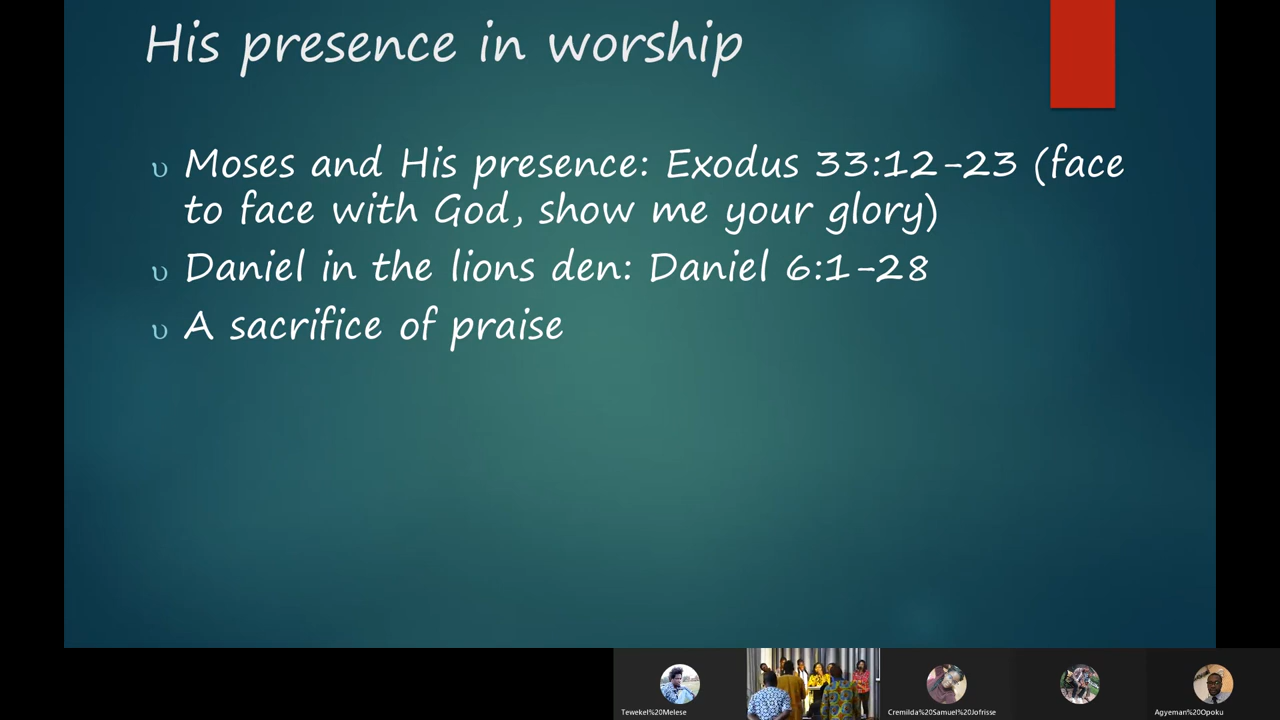 His presence in worship
υ Moses and His presence: Exodus 33:12-23 (face
to face with God, show me your glory)
υ Daniel in the lions den: Daniel 6:1-28
υ A sacrifice of praise
Tewekel%20Melese
Cremilda%20Samuel%20Jofrisse
Agyeman%20Opoku